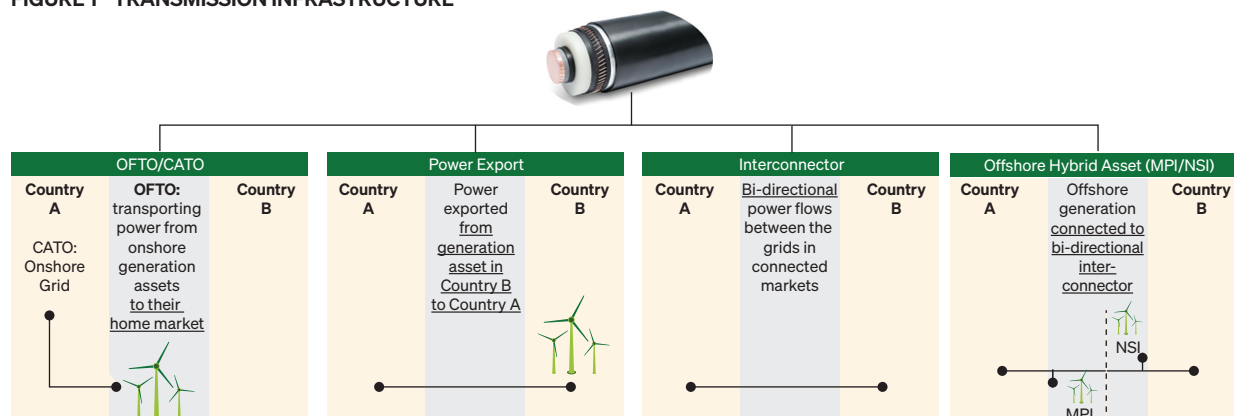 FIGURE 1 TRANSMISSION INFRASTRUCTURE
OFTO/CATO
Country
A
CATO:
Onshore
Grid
OFTO:
transporting
power from
onshore
generation
assets
to their
home market
Country
B
Power Export
Country
A
Power
exported
from
generation
asset in
Country B
to Country A
Country
B
Interconnector
Country
A
Bi-directional
power flows
between the
grids in
connected
markets
Country
B
Offshore Hybrid Asset (MPI/NSI)
Country
A
Offshore
generation
connected to
bi-directional
inter-
connector
Country
B
NSI
MPI